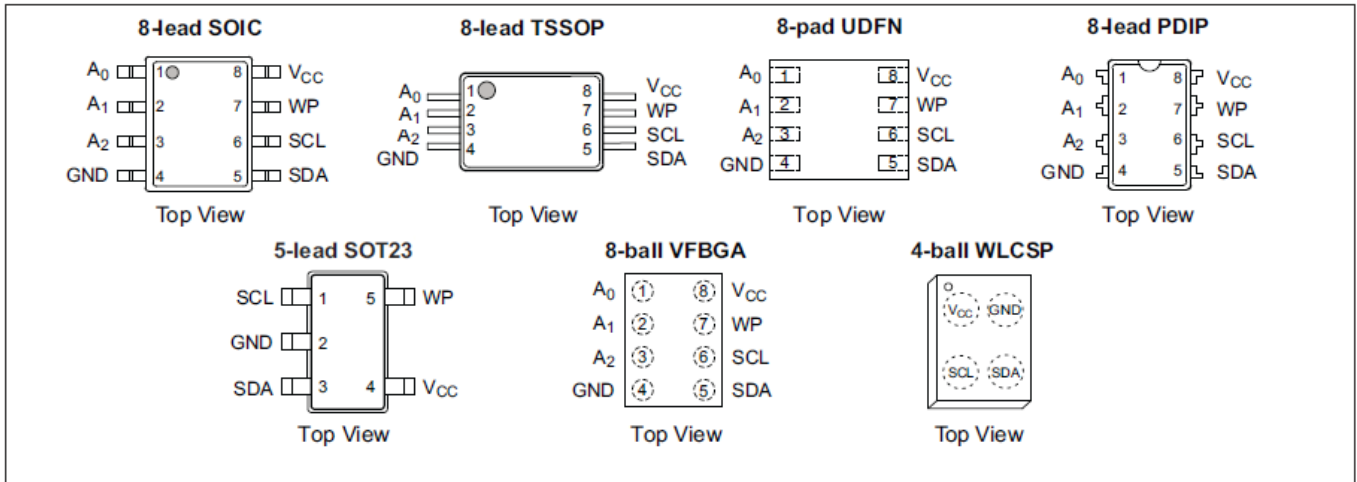 8-lead SOIC
A0 1 8 VCC
A1 2 7 WP
A2 3 6 SCL
GND 4 5 SDA
Top View
8-lead TSSOP
A0 1 8 VCC
A1 2 7 WP
A2 3 6 SCL
GND 4 5 SDA
Top View
8-pad UDFN
A0 1 8 VCC
A1 2 7 WP
A2 3 6 SCL
GND 4 5 SDA
Top View
8-lead PDIP
A0 1 8 VCC
A1 2 7 WP
A2 3 6 SCL
GND 4 5 SDA
Top View
5-lead SOT23
SCL 1 5 WP
GND 2
SDA 3 4 VCC
Top View
8-ball VFBGA
A0 1 8 VCC
A1 2 7 WP
A2 3 6 SCL
GND 4 5 SDA
Top View
4-ball WLCSP
VCC GND
SCL SDA
Top View